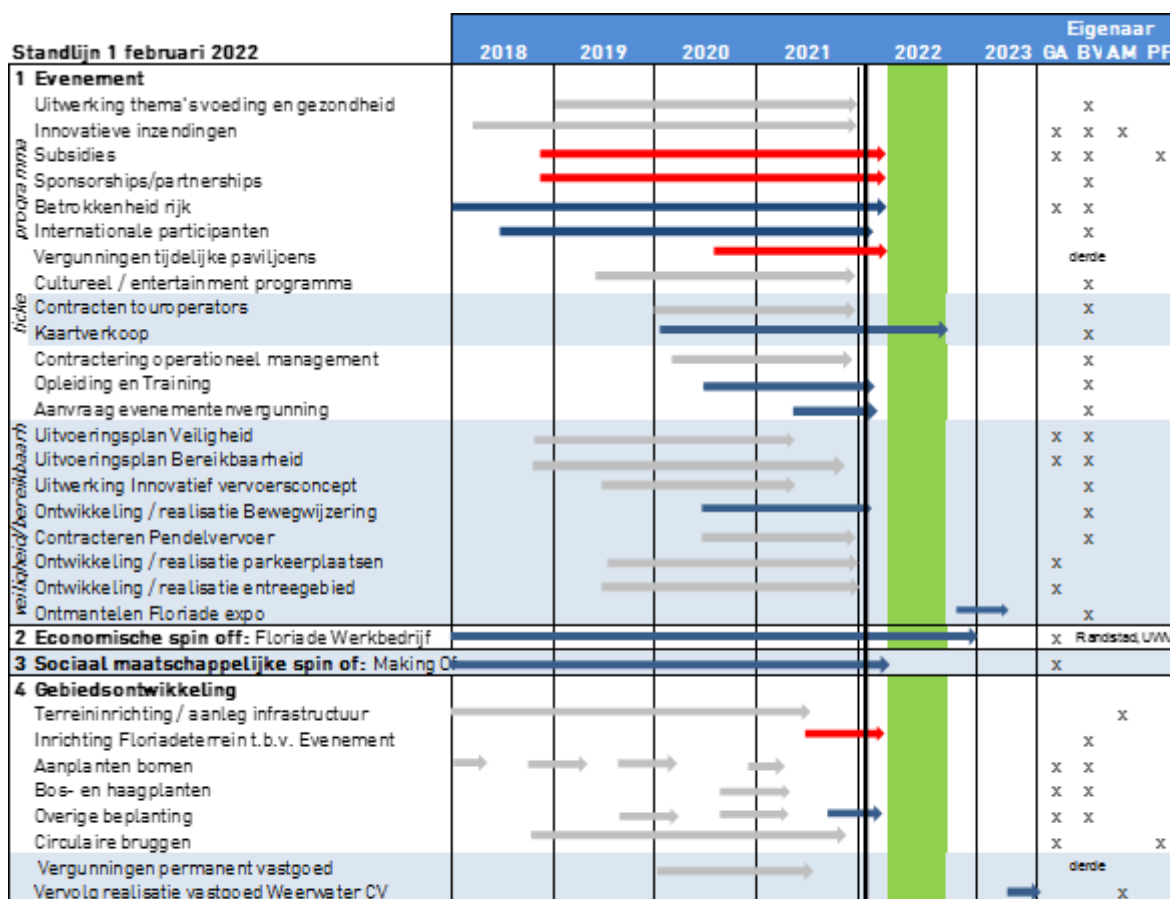 Eigenaar
Standlijn 1 februari 2022 2018 2019 2020 2021 2022 2023 GA BV AM PF
1 Evenement
Uitwerking thema's voeding en gezondheid x
Innovatieve inzendingen x x x
Subsidies x x x
Sponsorships/partnerships x
Betrokkenheid rijk x x
Internationale participanten x
Vergunningen tijdelijke paviljoens derde
Cultureel / entertainment programma x
programma
Contracten touroperators x
Kaartverkoop x
ticke
Contractering operationeel management x
Opleiding en Training x
Aanvraag evenementenvergunning x
Uitvoeringsplan Veiligheid x x
Uitvoeringsplan Bereikbaarheid x x
Uitwerking Innovatief vervoersconcept x
Ontwikkeling / realisatie Bewegwijzering x
Contracteren Pendelvervoer x
Ontwikkeling / realisatie parkeerplaatsen x
Ontwikkeling / realisatie entreegebied x
Ontmantelen Floriade expo x
veiligheid/bereikbaarh
2 Economische spin off: Floriade Werkbedrijf x Randstad, UWV
3 Sociaal maatschappelijke spin of: Making Of x
4 Gebiedsontwikkeling
Terreininrichting / aanleg infrastructuur x
Inrichting Floriadeterrein t.b.v. Evenement x
Aanplanten bomen x x
Bos- en haagplanten x x
Overige beplanting x x
Circulaire bruggen x x
Vergunningen permanent vastgoed derde
Vervolg realisatie vastgoed Weerwater CV x